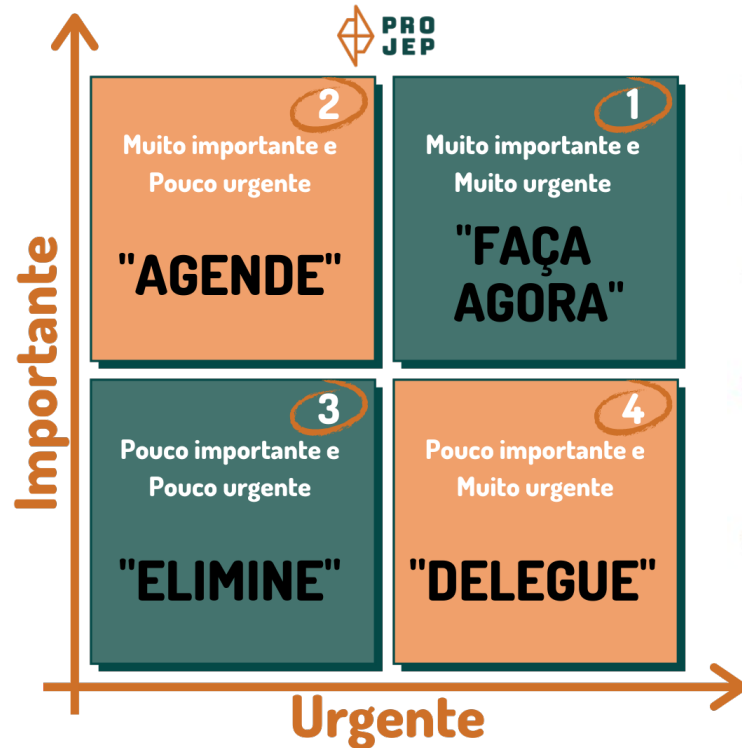 PRO
JEP
2
Muito importante e
Pouco urgente
"AGENDE"
1
Muito importante e
Muito urgente
"FAÇA
AGORA"
3
Pouco importante e
Pouco urgente
"ELIMINE"
4
Pouco importante e
Muito urgente
"DELEGUE"
Importante
Urgente